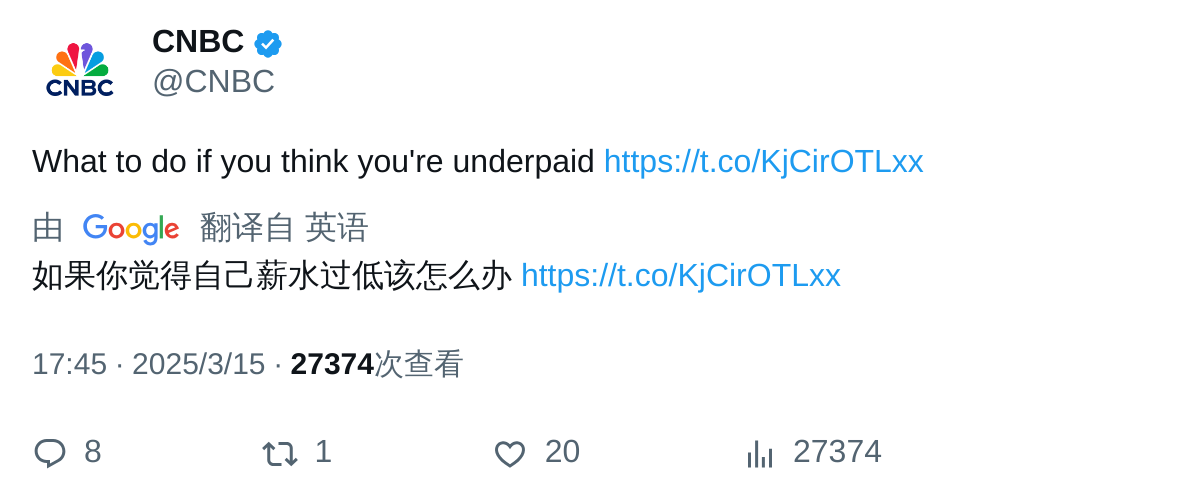 CNBC
CNBC
@CNBC
What to do if you think you're underpaid https://t.co/KjCirOTLxx
由 Google 翻译自 英语
如果你觉得自己薪水过低该怎么办 https://t.co/KjCirOTLxx
17:45 · 2025/3/15 · 27374次查看
8 1 20 27374